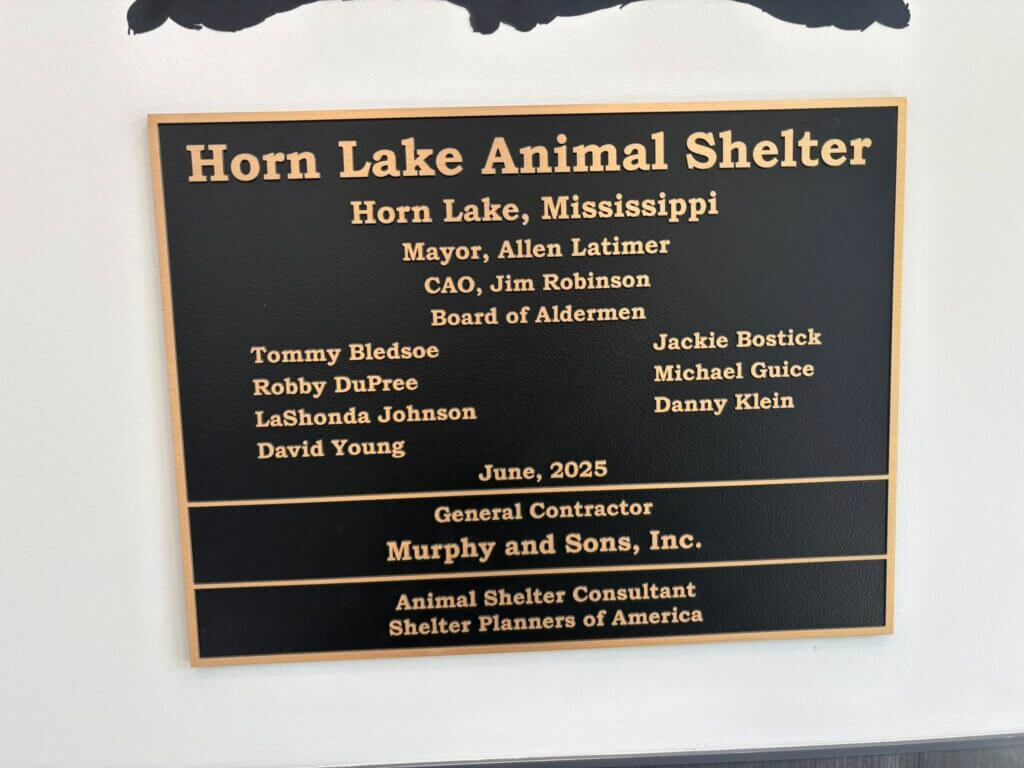 Horn Lake Animal Shelter
Horn Lake, Mississippi
Mayor, Allen Latimer
CAO, Jim Robinson
Board of Aldermen
Tommy Bledsoe
Robby DuPree
LaShonda Johnson
David Young
Jackie Bostick
Michael Guice
Danny Klein
June, 2025
General Contractor
Murphy and Sons, Inc.
Animal Shelter Consultant
Shelter Planners of America